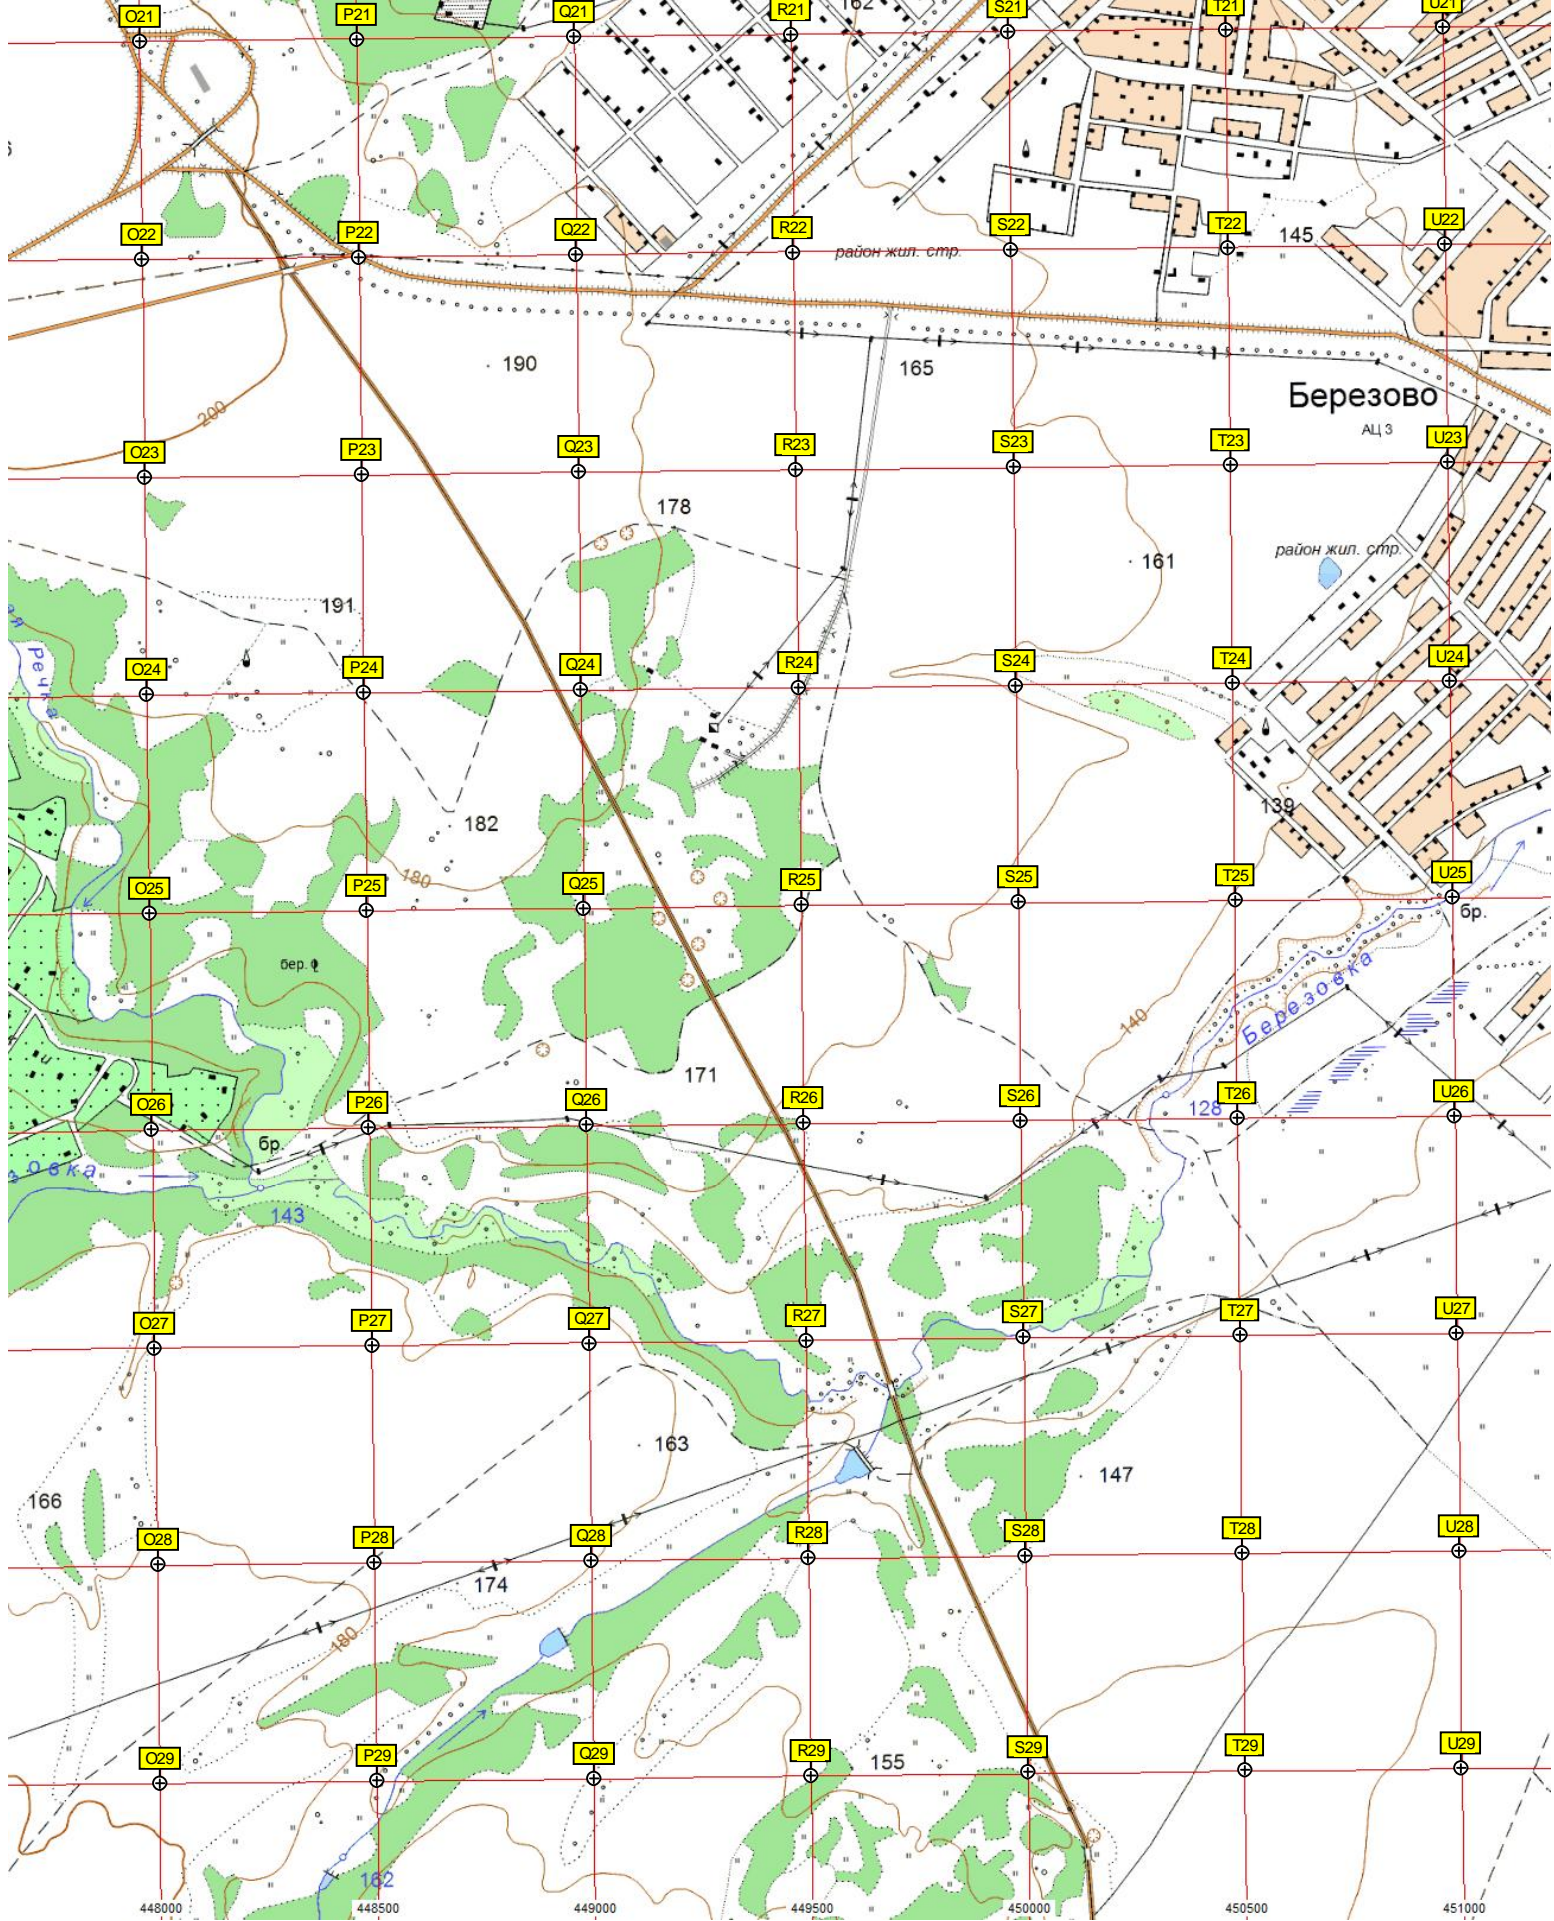 O21 P21 Q21 R21 162 S21 T21 U21
O22 P22 Q22 R22 район жил. стр. S22 T22 145 U22
190 165
Березово
АЦ 3
200
O23 P23 Q23 R23 S23 T23 U23
178
район жил. стр.
161
191
речка
O24 P24 Q24 R24 S24 T24 U24
139
182
180
O25 P25 Q25 R25 S25 T25 U25
бр.
бер.
Березовка
140
171
O26 P26 Q26 R26 S26 128 T26 U26
бр.
овка
143
O27 P27 Q27 R27 S27 T27 U27
163
147
166
O28 P28 Q28 R28 S28 T28 U28
174
180
O29 P29 Q29 R29 155 S29 T29 U29
162
448000 448500 449000 449500 450000 450500 451000